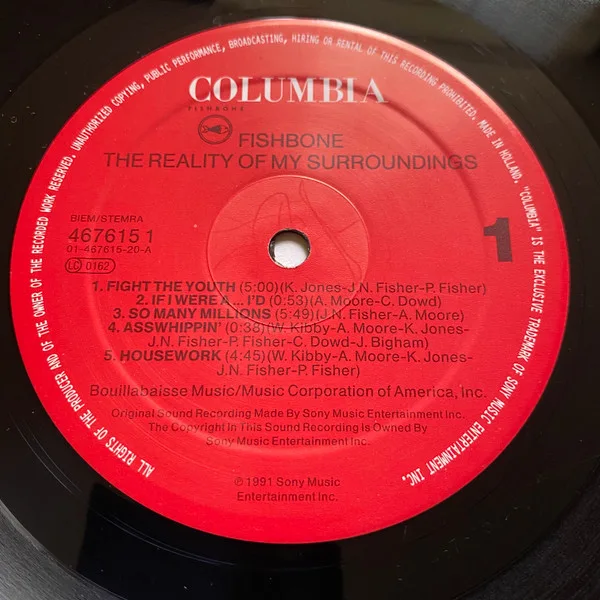 COLUMBIA
FISHBONE
FISHBONE
THE REALITY OF MY SURROUNDINGS
BIEM/STEMRA
467615 1
01-467615-20-A
LC 0162
1
1. FIGHT THE YOUTH (5:00)(K. Jones-J.N. Fisher-P. Fisher)
2. IF I WERE A ... I'D (0:53)(A. Moore-C. Dowd)
3. SO MANY MILLIONS (5:49)(J.N. Fisher-A. Moore)
4. ASSWHIPPIN' (0:38)(W. Kibby-A. Moore-K. Jones-
J.N. Fisher-P. Fisher-C. Dowd-J. Bigham)
5. HOUSEWORK (4:45)(W. Kibby-A. Moore-K. Jones-
J.N. Fisher-P. Fisher)
Bouillabaisse Music/Music Corporation of America, Inc.
Original Sound Recording Made By Sony Music Entertainment Inc.
The Copyright In This Sound Recording is Owned By
Sony Music Entertainment Inc.
℗ 1991 Sony Music
Entertainment Inc.
ALL RIGHTS OF THE PRODUCER AND OF THE OWNER OF THE RECORDED WORK RESERVED. UNAUTHORIZED COPYING, PUBLIC PERFORMANCE, BROADCASTING, HIRING OR RENTAL OF THIS RECORDING PROHIBITED. MADE IN HOLLAND. "COLUMBIA" IS THE EXCLUSIVE TRADEMARK OF SONY MUSIC ENTERTAINMENT INC.